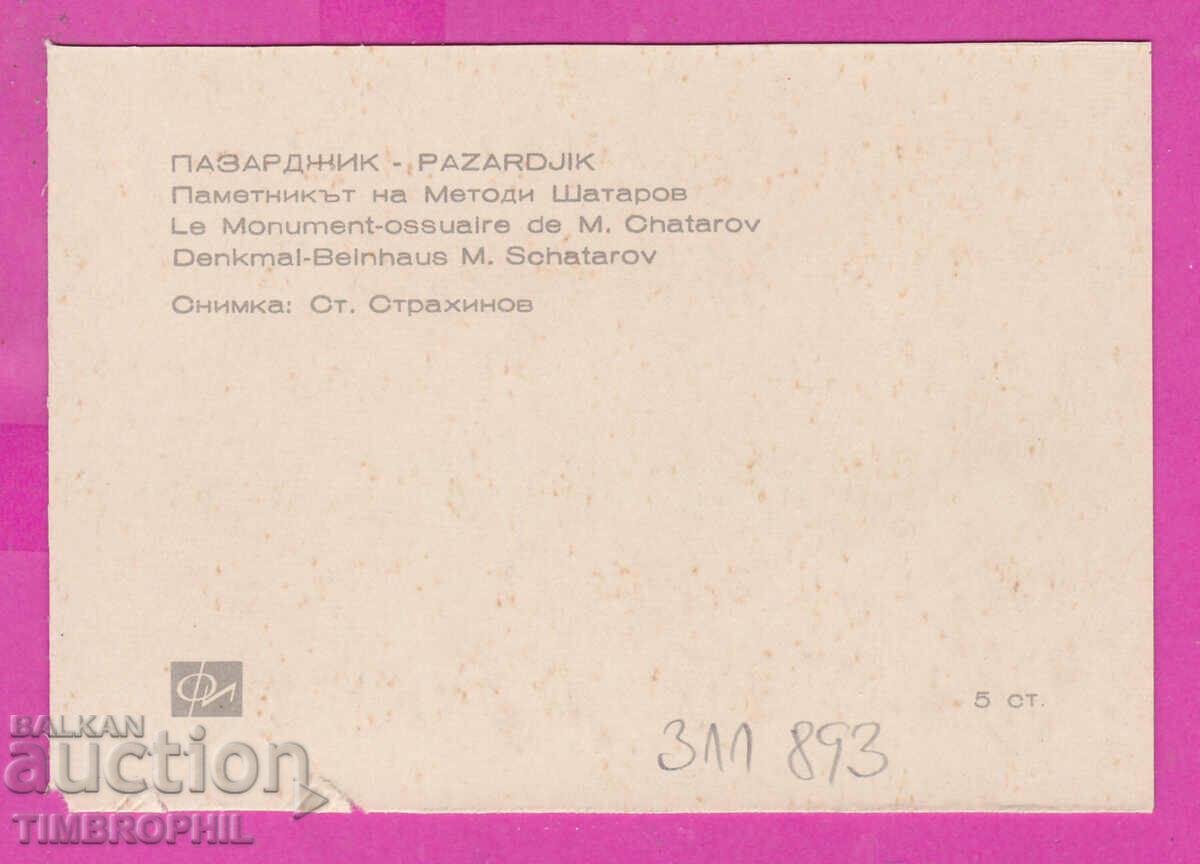 ПАЗАРДЖИК - PAZARDJIK
Паметникът на Методи Шатаров
Le Monument-ossuaire de M. Chatarov
Denkmal-Beinhaus M. Schatarov
Снимка: Ст. Страхинов
ФИ
5 ст.
311 893
BALKAN
auction
TIMBROPHIL